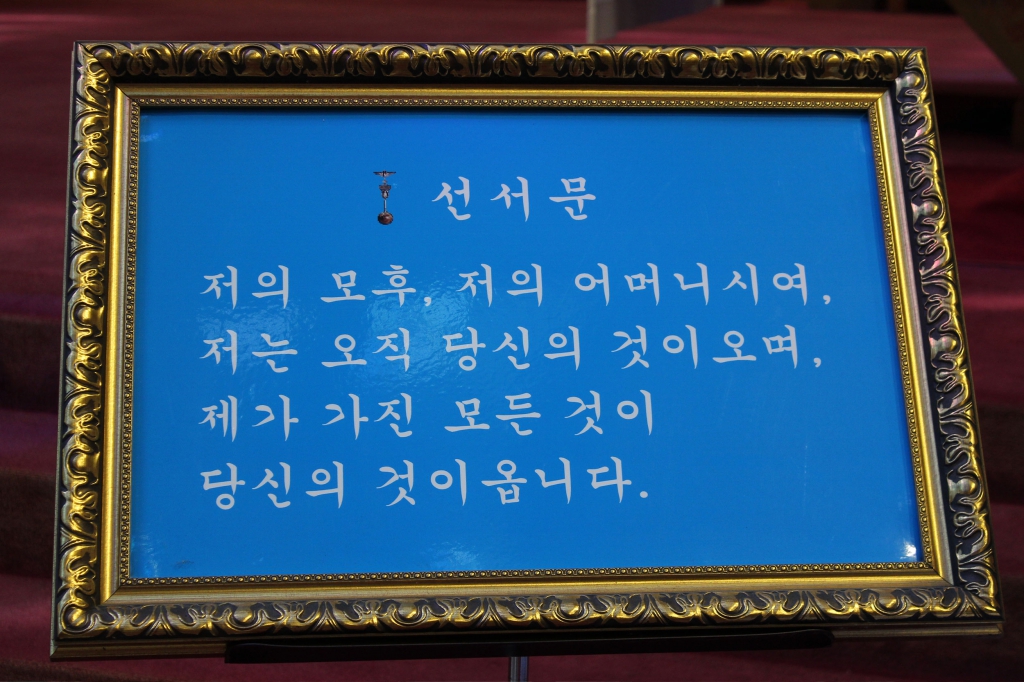 선서문
저의 모후, 저의 어머니시여,
저는 오직 당신의 것이오며,
제가 가진 모든 것이
당신의 것이옵니다.